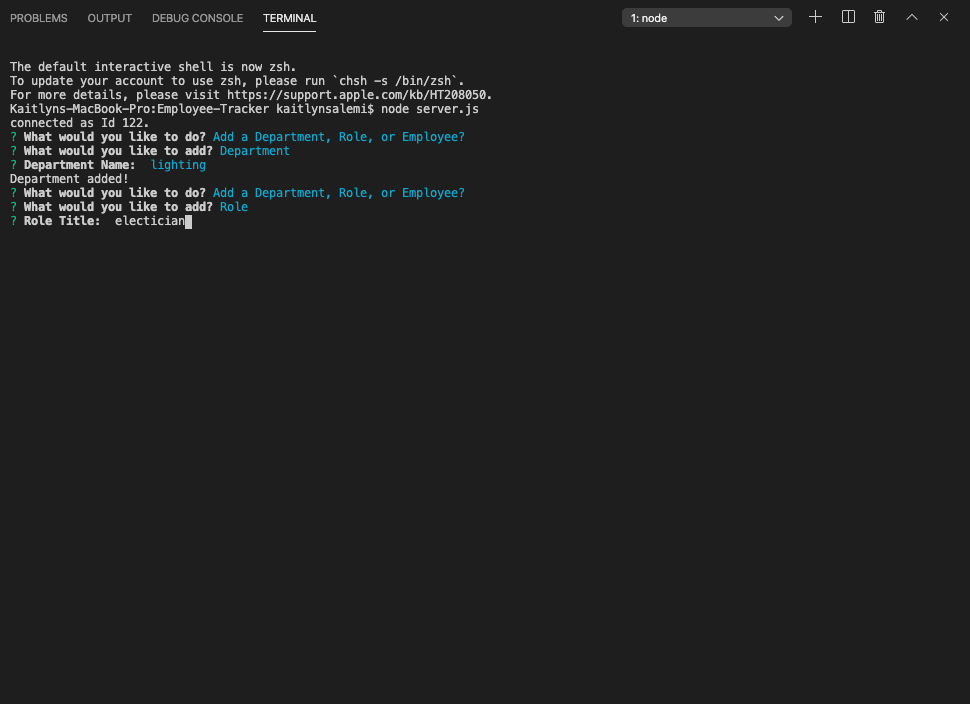 PROBLEMS OUTPUT DEBUG CONSOLE TERMINAL 1: node
The default interactive shell is now zsh.
To update your account to use zsh, please run `chsh -s /bin/zsh`.
For more details, please visit https://support.apple.com/kb/HT208050.
Kaitlyns-MacBook-Pro:Employee-Tracker kaitlynsalemi$ node server.js
connected as Id 122.
? What would you like to do? Add a Department, Role, or Employee?
? What would you like to add? Department
? Department Name:  lighting
Department added!
? What would you like to do? Add a Department, Role, or Employee?
? What would you like to add? Role
? Role Title:  electician